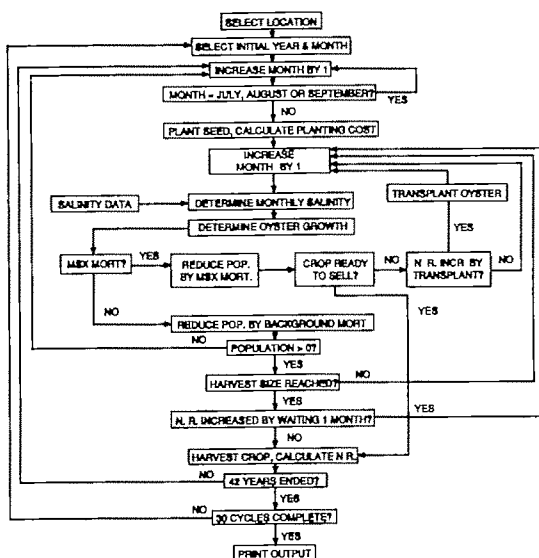 SELECT LOCATION
SELECT INITIAL YEAR & MONTH
INCREASE MONTH BY 1
MONTH = JULY, AUGUST OR SEPTEMBER?
YES
NO
PLANT SEED, CALCULATE PLANTING COST
INCREASE
MONTH BY 1
SALINITY DATA
DETERMINE MONTHLY SALINITY
TRANSPLANT OYSTER
DETERMINE OYSTER GROWTH
YES
MSX MORT?
YES
REDUCE POP.
BY MSX MORT.
CROP READY
TO SELL?
NO
N. R. INCR BY
TRANSPLANT?
NO
NO
YES
REDUCE POP. BY BACKGROUND MORT
NO
POPULATION > 0?
YES
HARVEST SIZE REACHED?
NO
YES
N. R. INCREASED BY WAITING 1 MONTH?
YES
NO
HARVEST CROP, CALCULATE N R.
NO
42 YEARS ENDED?
YES
NO
30 CYCLES COMPLETE?
YES
PRINT OUTPUT